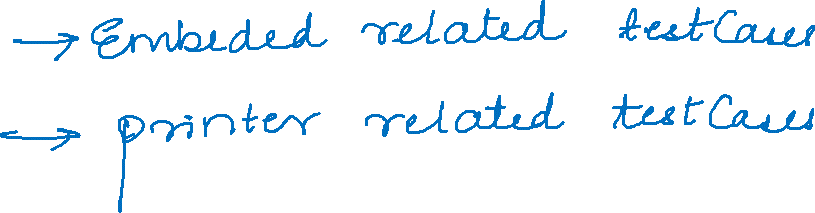 → Embeded related testCases
↔ printer related testCases